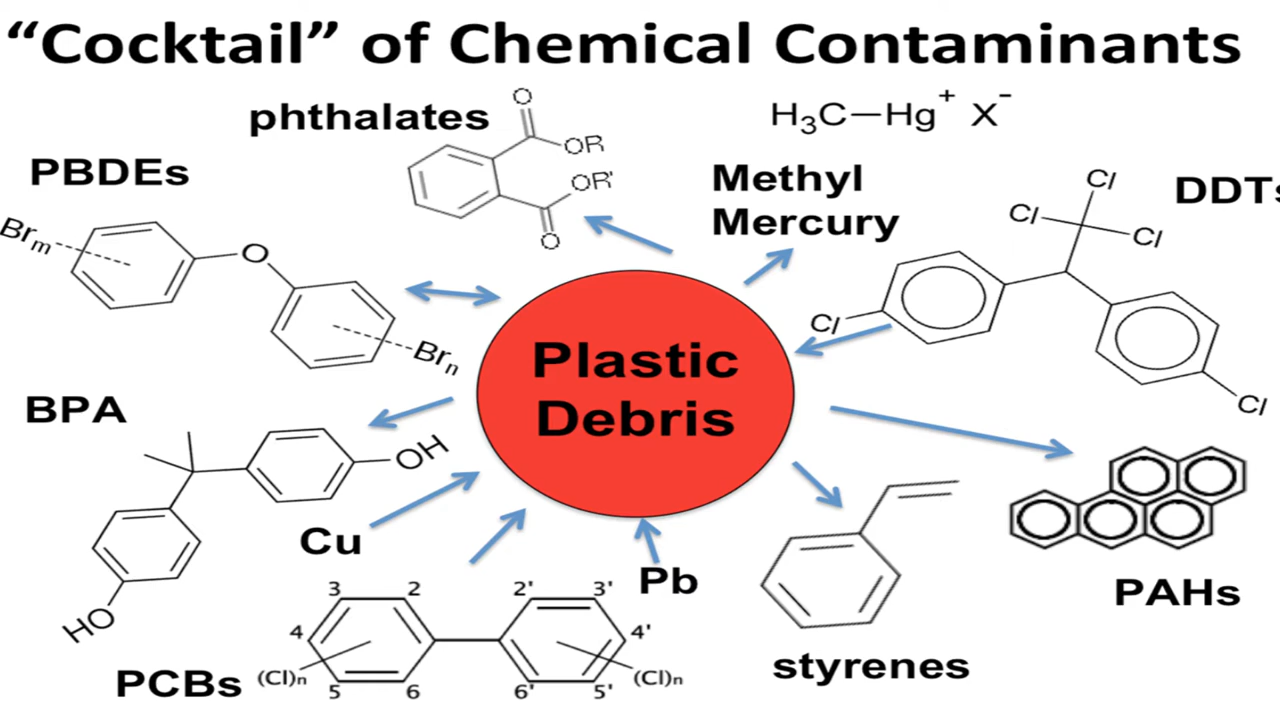 “Cocktail” of Chemical Contaminants
phthalates
O
OR
OR'
O
H₃C—Hg⁺ X⁻
Methyl
Mercury
PBDEs
Brₘ
O
Brₙ
DDTs
Cl
Cl
Cl
Cl
Cl
Plastic
Debris
BPA
OH
HO
Cu
Pb
PCBs
3
2
2'
3'
4
4'
(Cl)n
(Cl)n
5
6
6'
5'
styrenes
PAHs